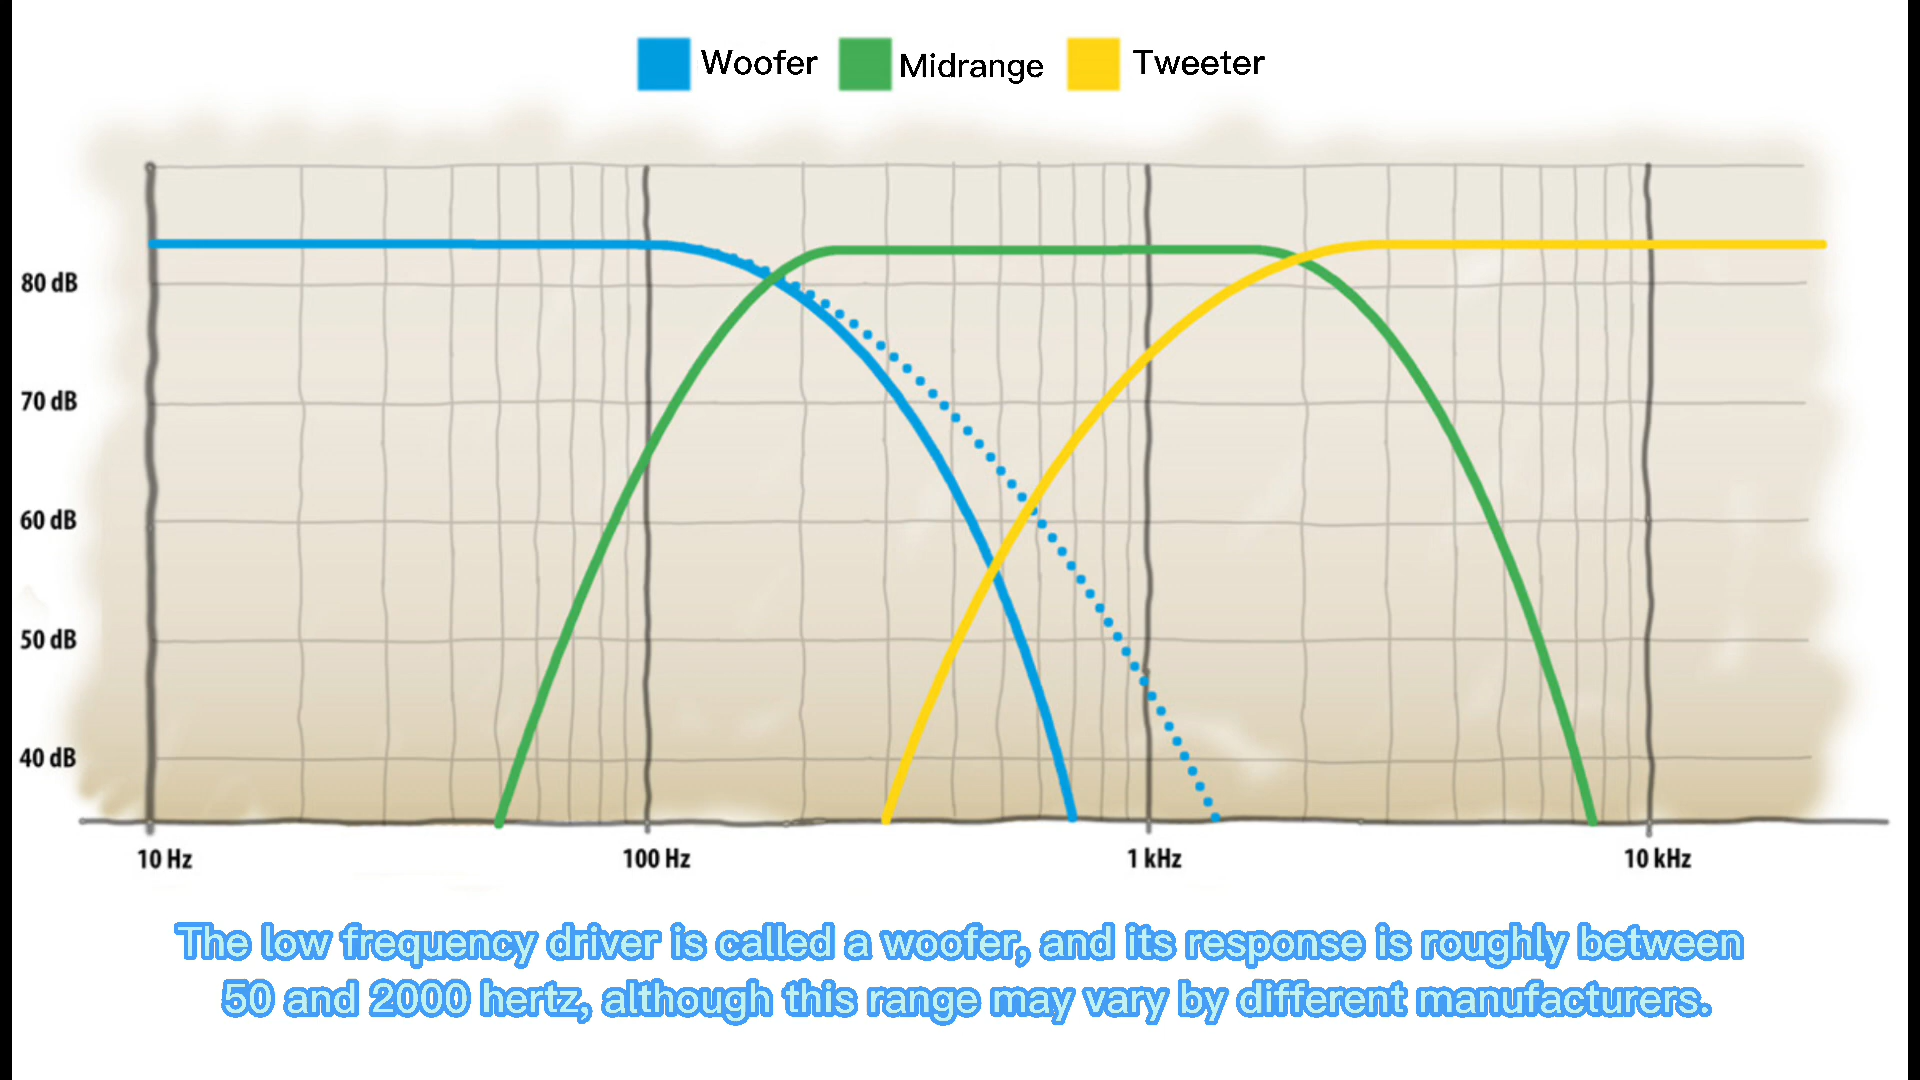 Woofer Midrange Tweeter
80 dB
70 dB
60 dB
50 dB
40 dB
10 Hz 100 Hz 1 kHz 10 kHz
The low frequency driver is called a woofer, and its response is roughly between
50 and 2000 hertz, although this range may vary by different manufacturers.